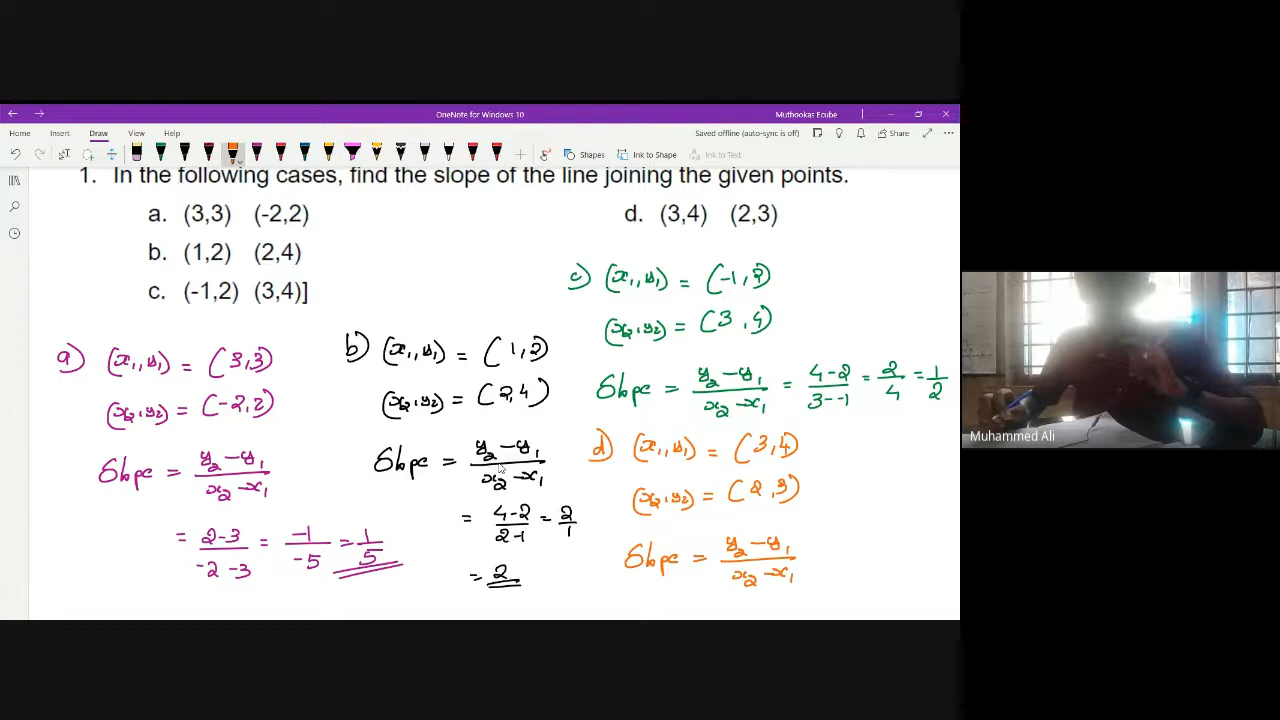 OneNote for Windows 10
Muthookas Ecube
Home Insert Draw View Help
Saved offline (auto-sync is off)
Share
Shapes
Ink to Shape
Ink to Text
1. In the following cases, find the slope of the line joining the given points.
a. (3,3) (-2,2)
b. (1,2) (2,4)
c. (-1,2) (3,4)]
d. (3,4) (2,3)
a) (x₁,y₁) = (3,3)
(x₂,y₂) = (-2,2)
Slope = y₂-y₁/x₂-x₁
= 2-3/-2-3 = -1/-5 = 1/5
b) (x₁,y₁) = (1,2)
(x₂,y₂) = (2,4)
Slope = y₂-y₁/x₂-x₁
= 4-2/2-1 = 2/1
= 2
c) (x₁,y₁) = (-1,2)
(x₂,y₂) = (3,4)
Slope = y₂-y₁/x₂-x₁ = 4-2/3--1 = 2/4 = 1/2
d) (x₁,y₁) = (3,4)
(x₂,y₂) = (2,3)
Slope = y₂-y₁/x₂-x₁
Muhammed Ali